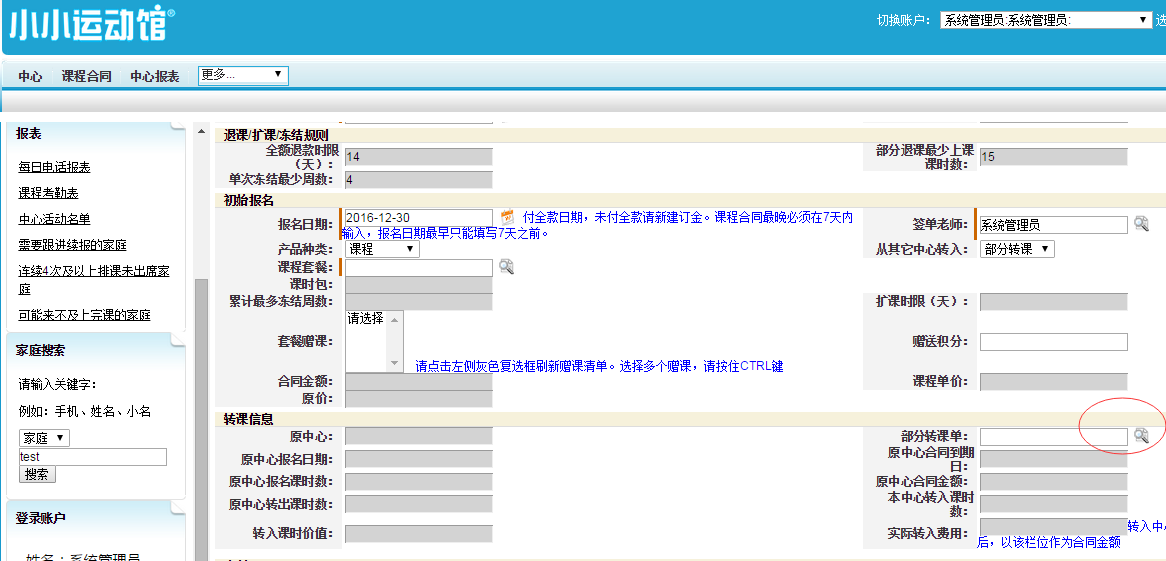 小小运动馆®
切换账户： 系统管理员:系统管理员: 选
中心 课程合同 中心报表 更多...
报表
每日电话报表
课程考勤表
中心活动名单
需要跟进续报的家庭
连续4次及以上排课未出席家
庭
可能来不及上完课的家庭
家庭搜索
请输入关键字：
例如：手机、姓名、小名
家庭
test
搜索
登录账户
姓名：系统管理员
退课/扩课/冻结规则
全额退款时限
（天）： 14
部分退课最少上课
课时数： 15
单次冻结最少周数： 4
初始报名
报名日期： 2016-12-30 付全款日期，未付全款请新建订金。课程合同最晚必须在7天内
输入，报名日期最早只能填写7天之前。
签单老师： 系统管理员
产品种类： 课程
从其它中心转入： 部分转课
课程套餐：
课时包：
累计最多冻结周数：
扩课时限（天）：
套餐赠课： 请选择 请点击左侧灰色复选框刷新赠课清单。选择多个赠课，请按住CTRL键
赠送积分：
合同金额：
课程单价：
原价：
转课信息
原中心：
部分转课单：
原中心报名日期：
原中心合同到期
日：
原中心报名课时数：
原中心合同金额：
原中心转出课时数：
本中心转入课时
数：
转入课时价值：
实际转入费用： 转入中心
后，以该栏位作为合同金额